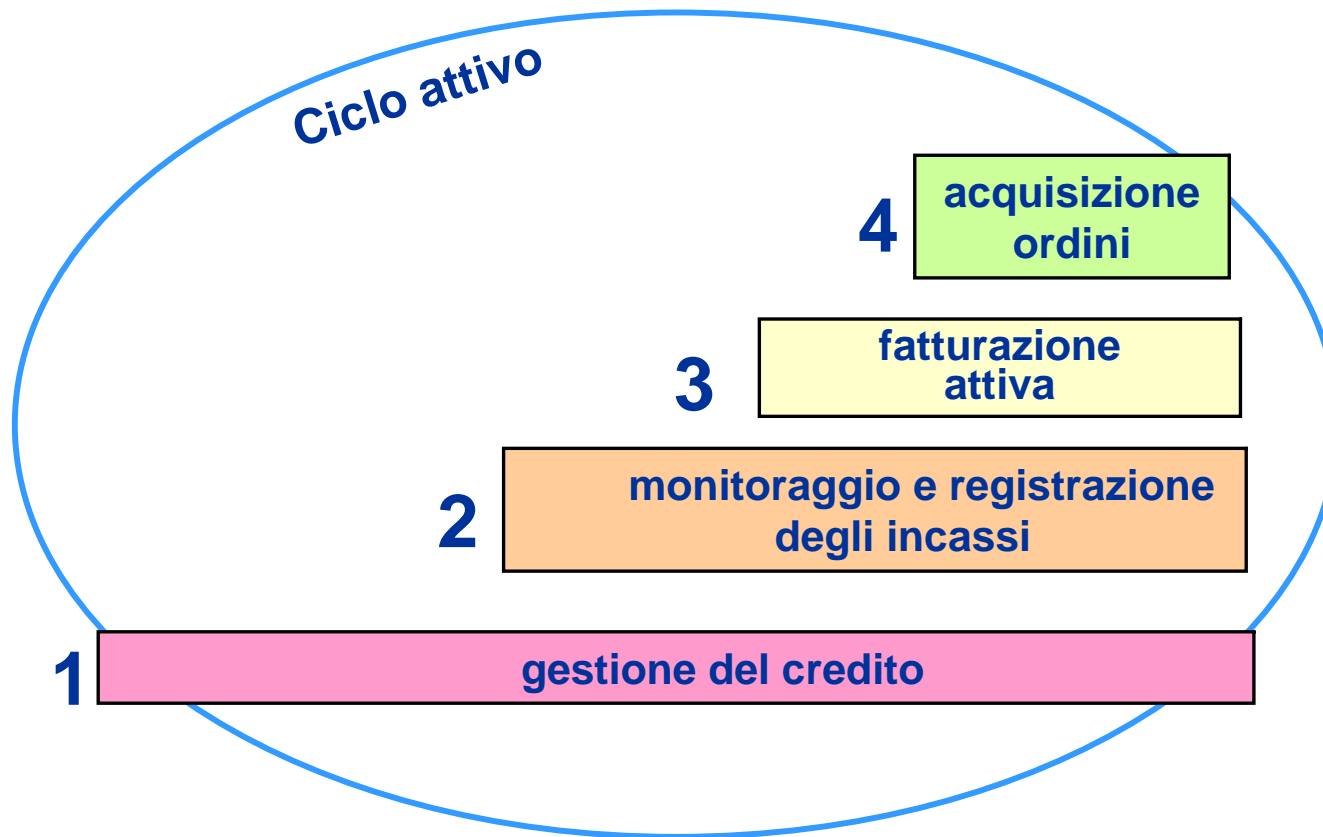 Ciclo attivo
4
acquisizione
ordini
3
fatturazione
attiva
2
monitoraggio e registrazione
degli incassi
1
gestione del credito